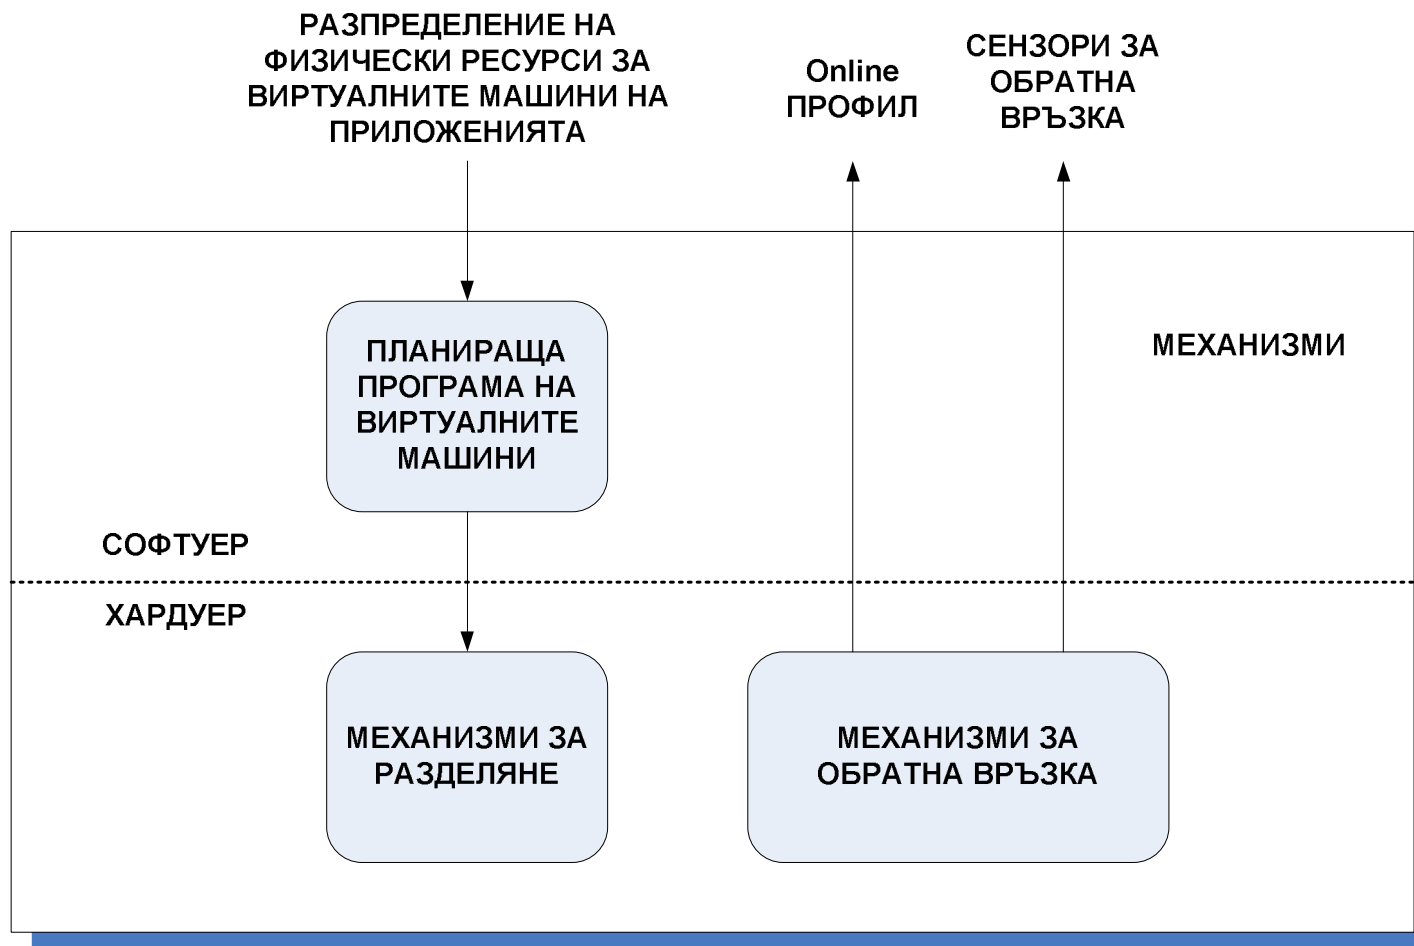 РАЗПРЕДЕЛЕНИЕ НА
ФИЗИЧЕСКИ РЕСУРСИ ЗА
ВИРТУАЛНИТЕ МАШИНИ НА
ПРИЛОЖЕНИЯТА
Online
ПРОФИЛ
СЕНЗОРИ ЗА
ОБРАТНА
ВРЪЗКА
ПЛАНИРАЩА
ПРОГРАМА НА
ВИРТУАЛНИТЕ
МАШИНИ
МЕХАНИЗМИ
СОФТУЕР
ХАРДУЕР
МЕХАНИЗМИ ЗА
РАЗДЕЛЯНЕ
МЕХАНИЗМИ ЗА
ОБРАТНА ВРЪЗКА